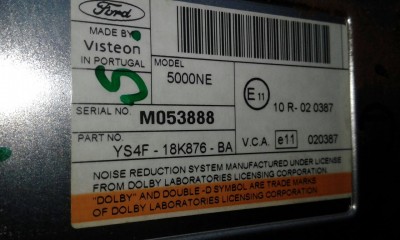 Ford
MADE BY
Visteon
IN PORTUGAL
MODEL
5000NE
E11
10 R- 02 0387
S
SERIAL NO.
M053888
PART NO.
YS4F - 18K876 - BA
V.C.A. e11 020387
NOISE REDUCTION SYSTEM MANUFACTURED UNDER LICENSE
FROM DOLBY LABORATORIES LICENSING CORPORATION.
"DOLBY" AND DOUBLE-D SYMBOL ARE TRADE MARKS
OF DOLBY LABORATORIES LICENSING CORPORATION.